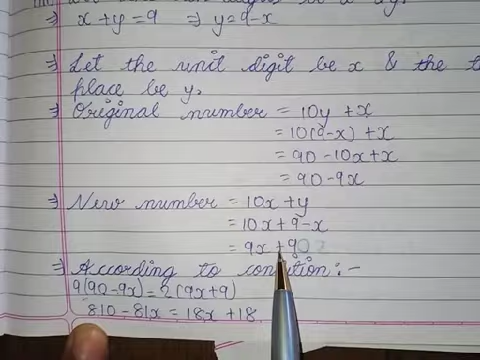 ⇒ x + y = 9 ⇒ y = 9 - x
⇒ Let the unit digit be x & the t
place be y.
⇒ Original number = 10y + x
= 10(9-x) + x
= 90 - 10x + x
= 90 - 9x
⇒ New number = 10x + y
= 10x + 9 - x
= 9x + 9
⇒ According to condition :-
9(90 - 9x) = 2(9x + 9)
810 - 81x = 18x + 18